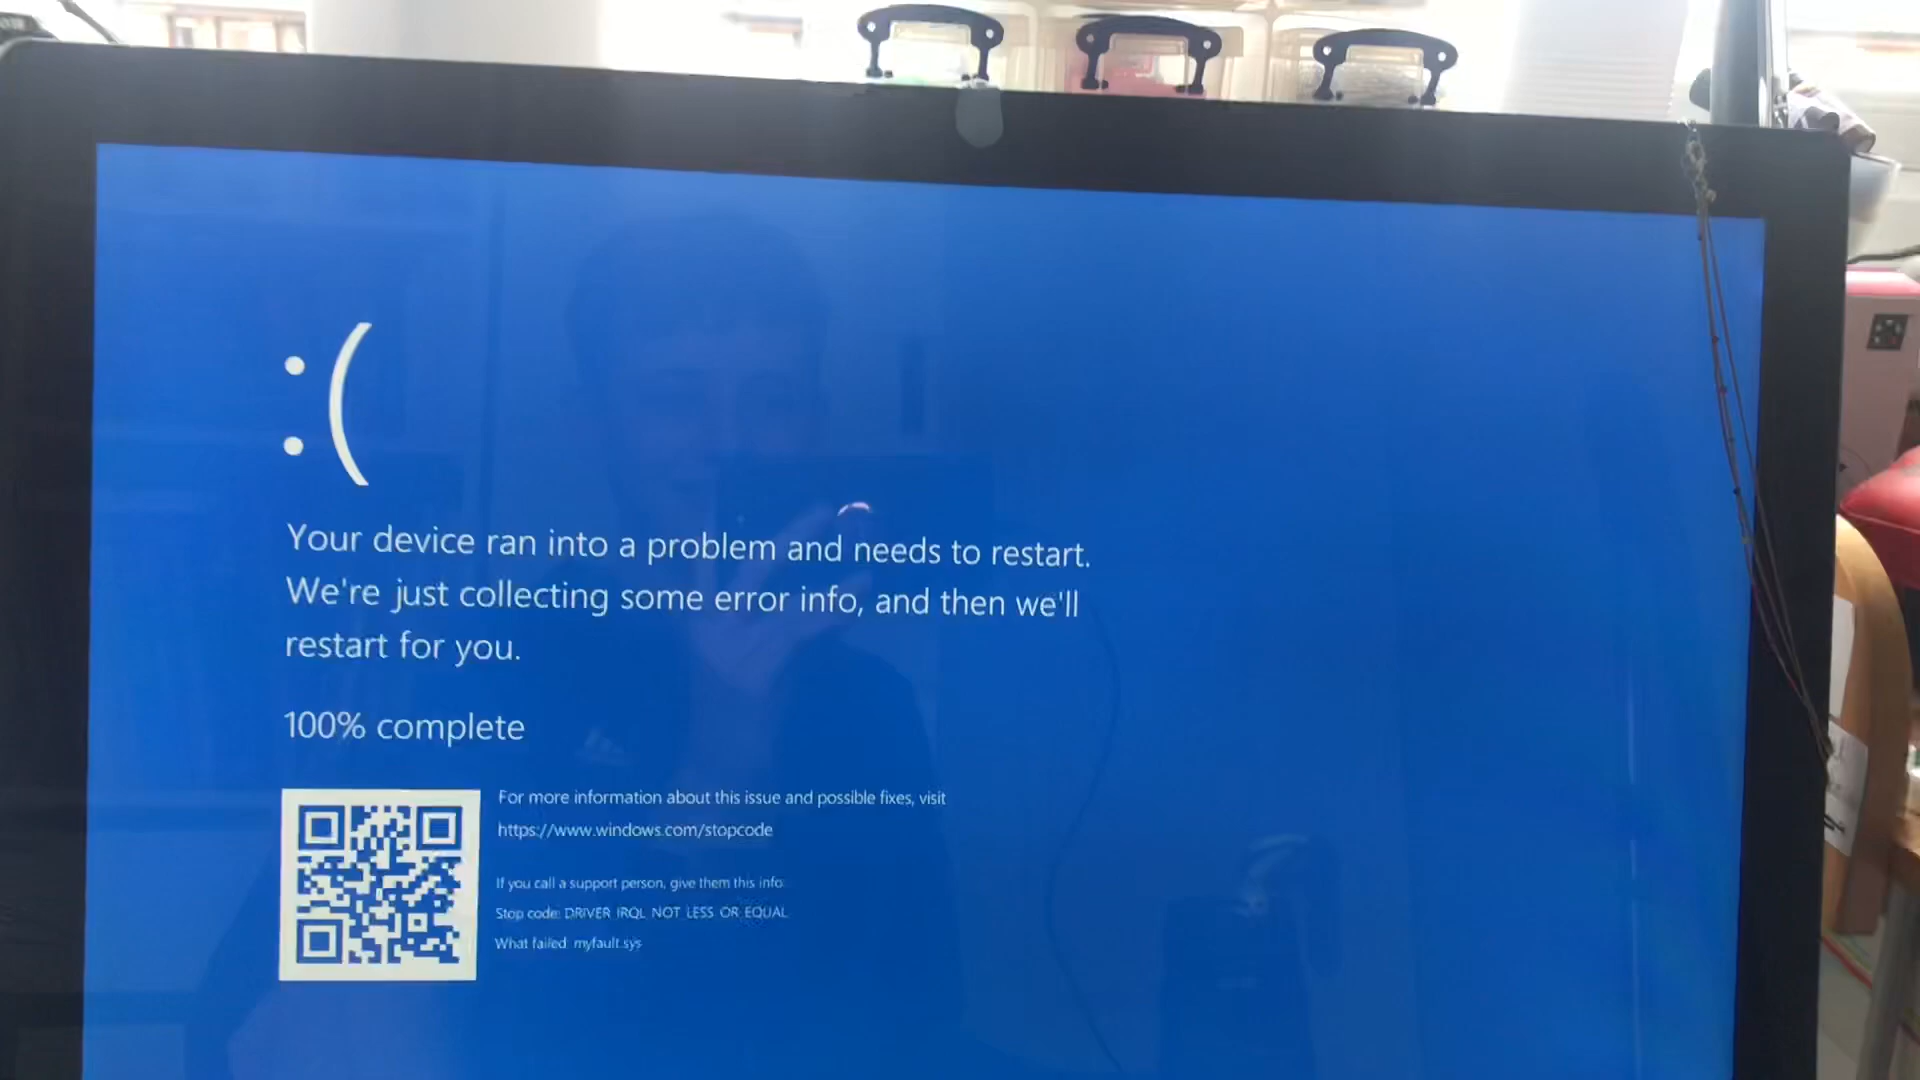 :(
Your device ran into a problem and needs to restart.
We're just collecting some error info, and then we'll
restart for you.
100% complete
For more information about this issue and possible fixes, visit
https://www.windows.com/stopcode
If you call a support person, give them this info:
Stop code: DRIVER IRQL NOT LESS OR EQUAL
What failed: myfault.sys